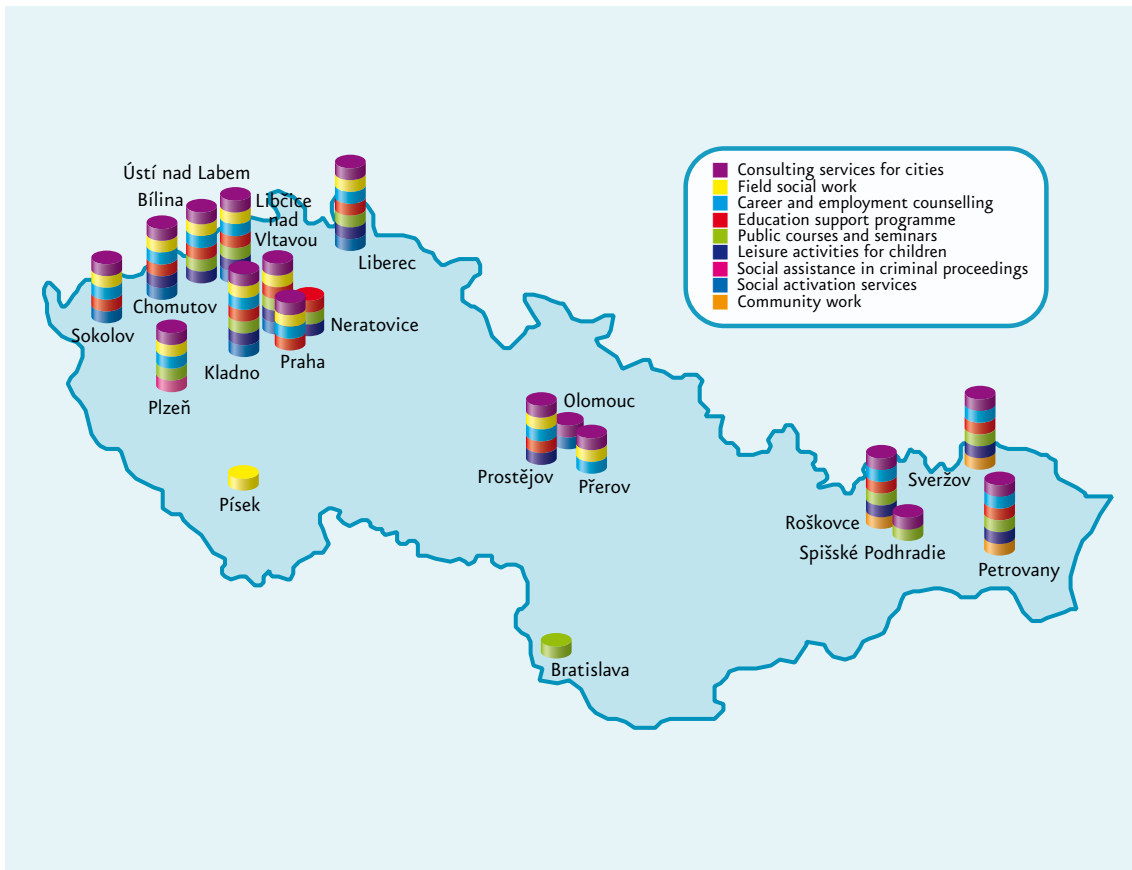 Ústí nad Labem
Bílina
Libčice
nad
Vltavou
Liberec
Chomutov
Sokolov
Neratovice
Praha
Kladno
Plzeň
Písek
Olomouc
Prostějov
Přerov
Bratislava
Consulting services for cities
Field social work
Career and employment counselling
Education support programme
Public courses and seminars
Leisure activities for children
Social assistance in criminal proceedings
Social activation services
Community work
Sveržov
Roškovce
Spišské Podhradie
Petrovany